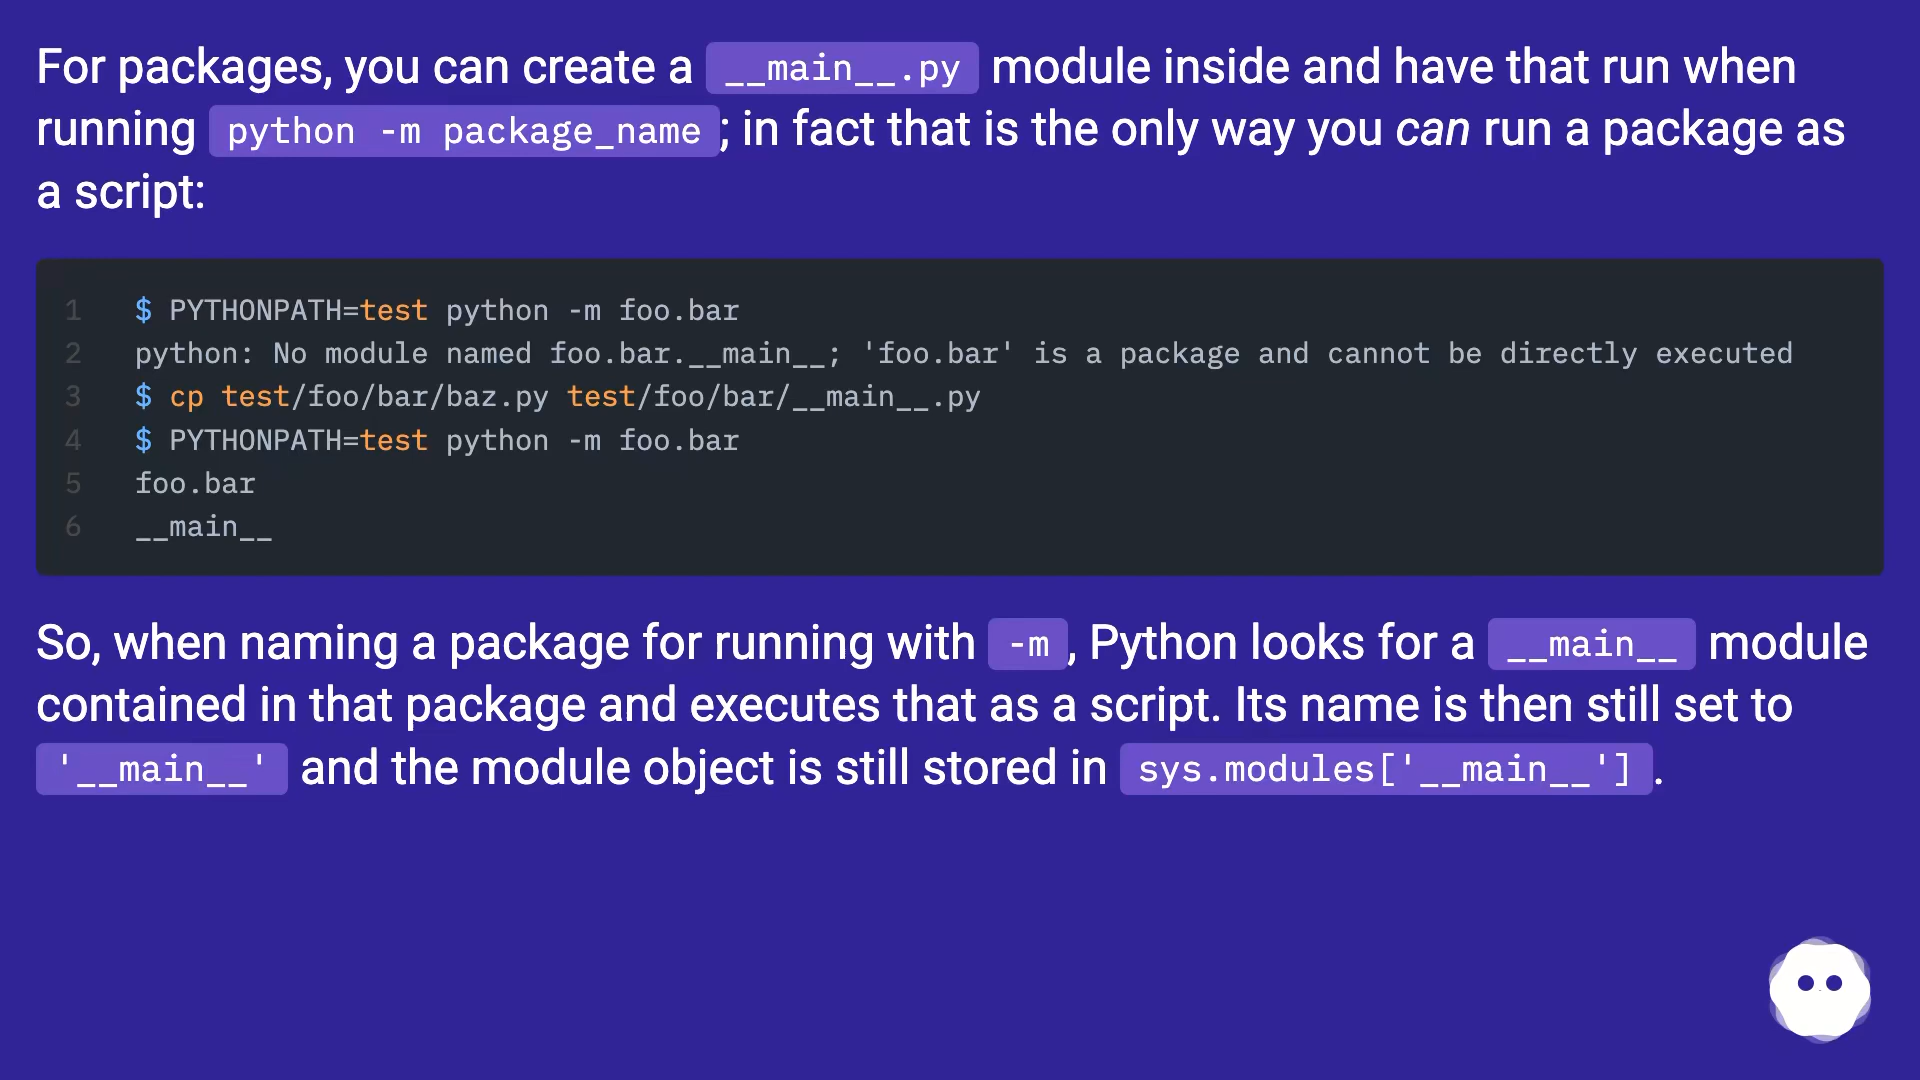 For packages, you can create a __main__.py module inside and have that run when
running python -m package_name; in fact that is the only way you can run a package as
a script:
1 $ PYTHONPATH=test python -m foo.bar
2 python: No module named foo.bar.__main__; 'foo.bar' is a package and cannot be directly executed
3 $ cp test/foo/bar/baz.py test/foo/bar/__main__.py
4 $ PYTHONPATH=test python -m foo.bar
5 foo.bar
6 __main__
So, when naming a package for running with -m, Python looks for a __main__ module
contained in that package and executes that as a script. Its name is then still set to
'__main__' and the module object is still stored in sys.modules['__main__'].